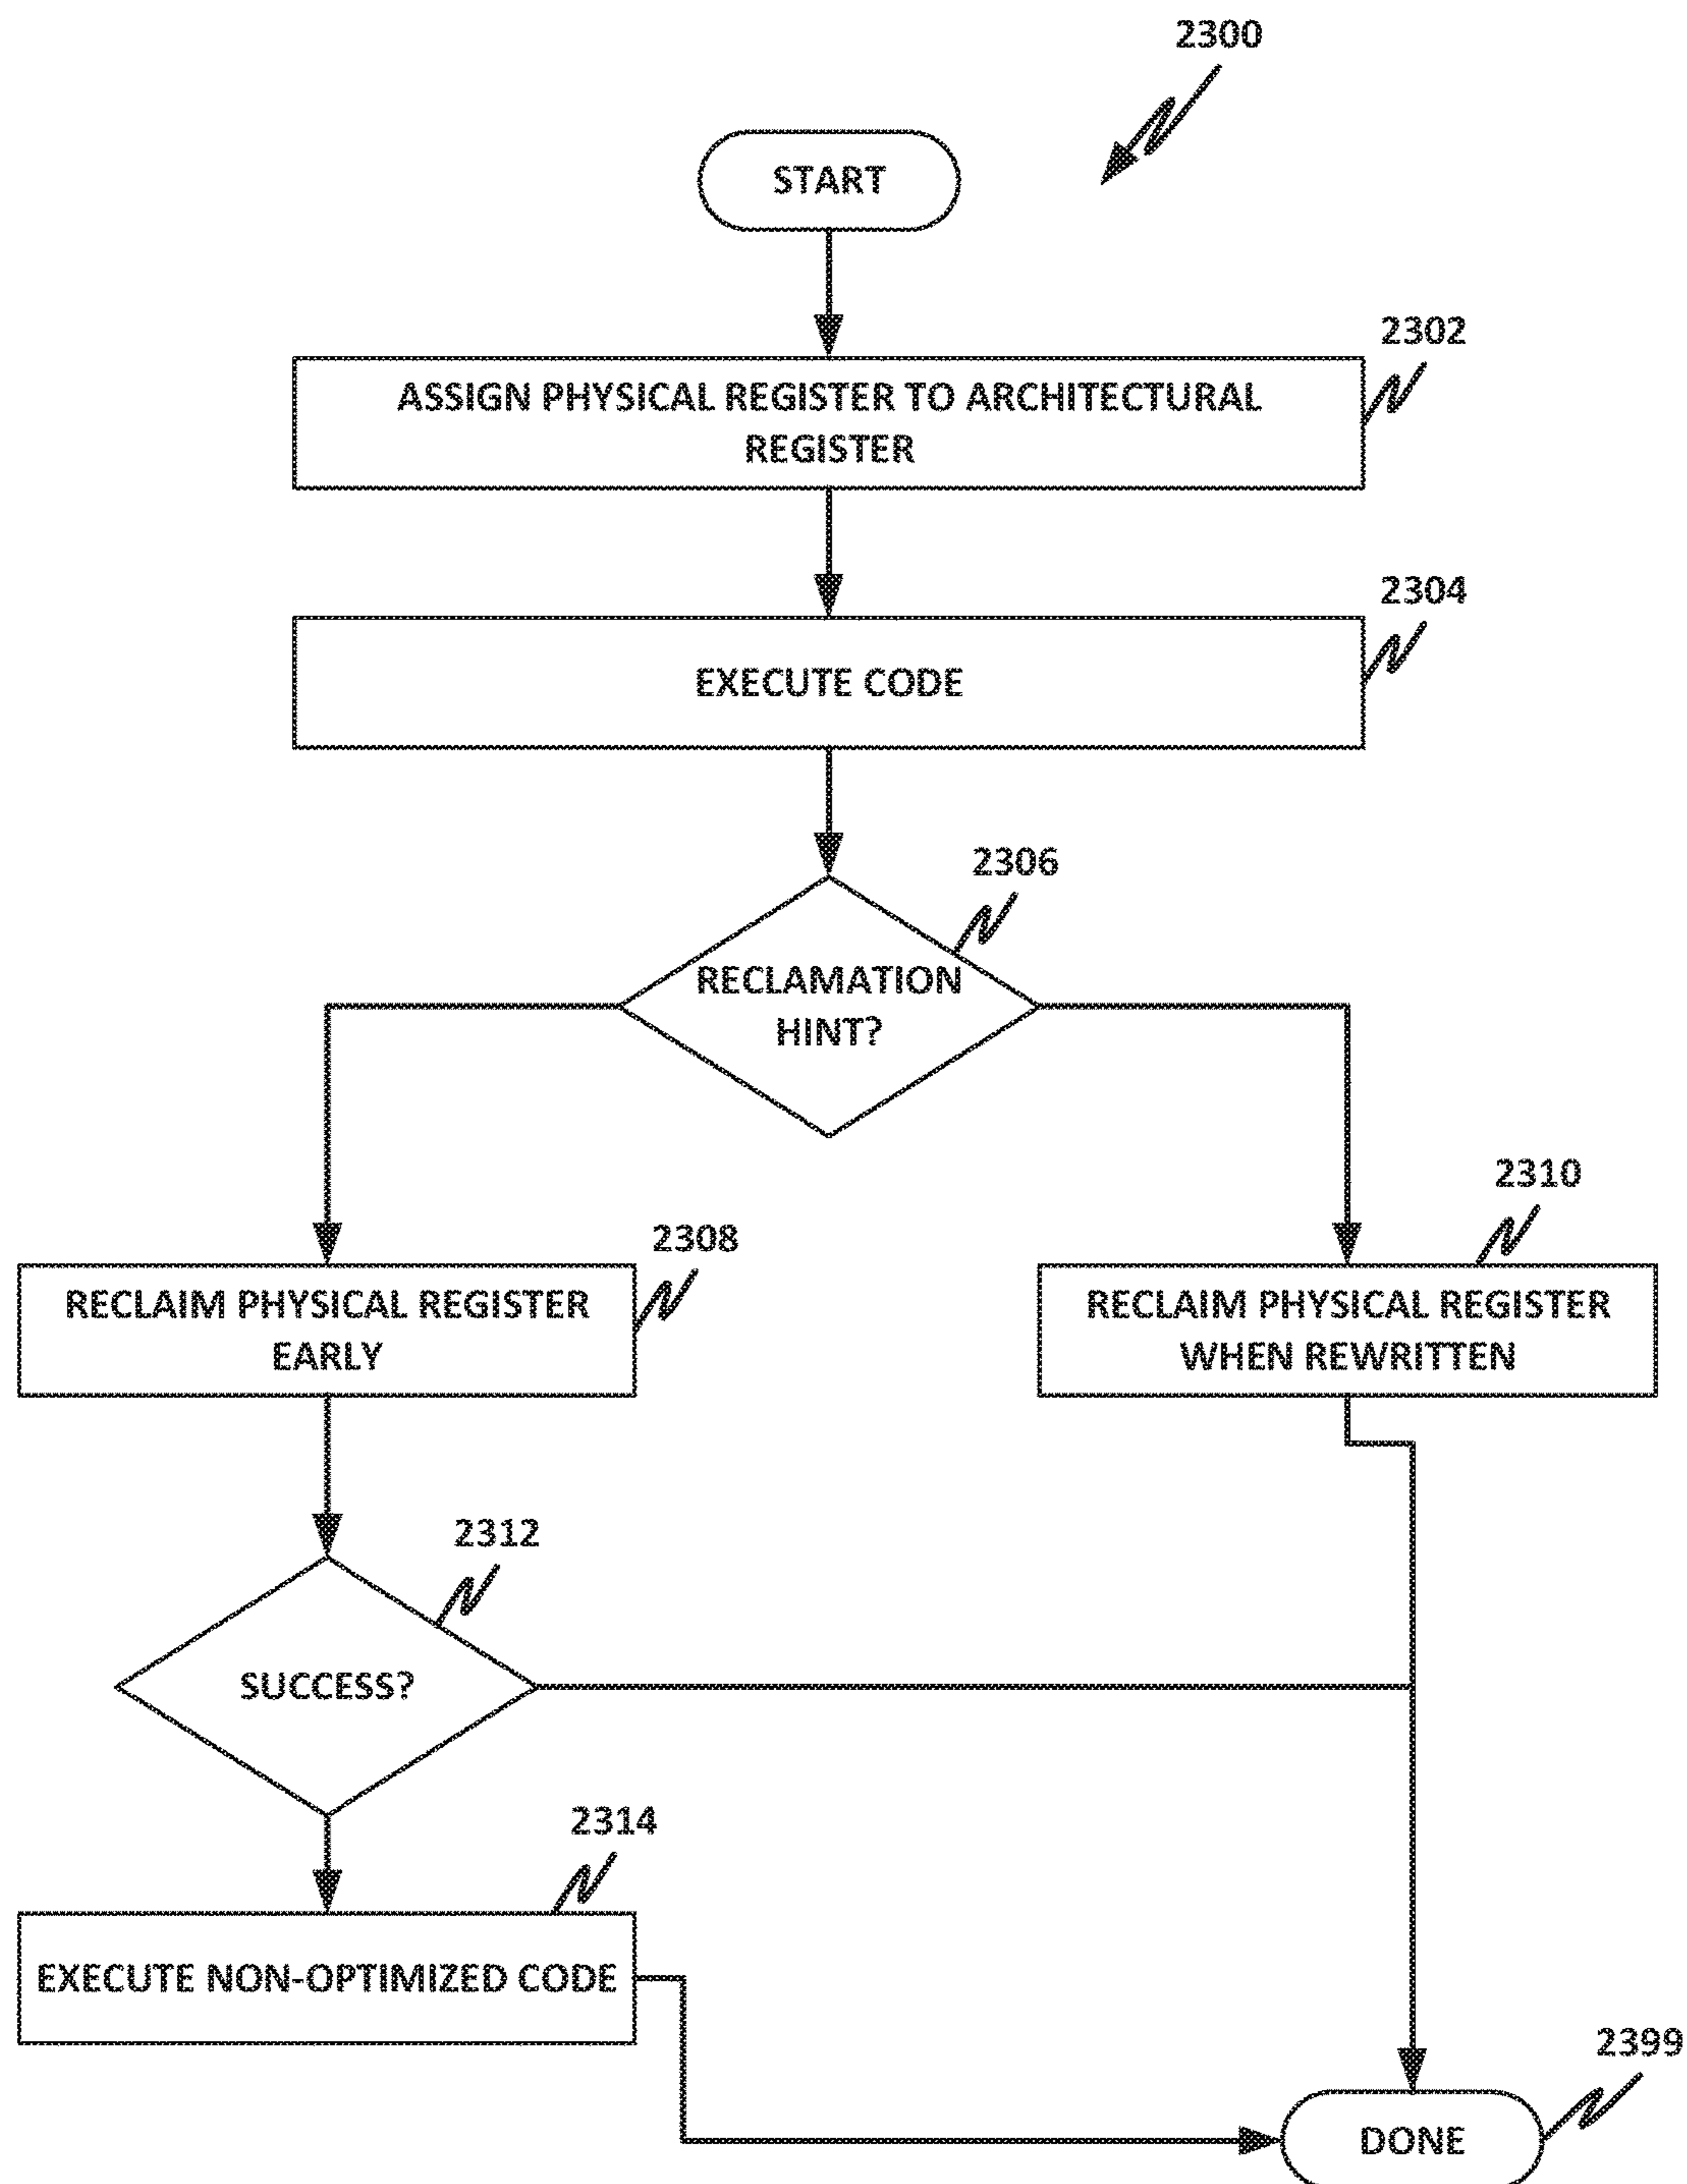 2300
START
2302
ASSIGN PHYSICAL REGISTER TO ARCHITECTURAL
REGISTER
2304
EXECUTE CODE
2306
RECLAMATION
HINT?
2308
RECLAIM PHYSICAL REGISTER
EARLY
2310
RECLAIM PHYSICAL REGISTER
WHEN REWRITTEN
2312
SUCCESS?
2314
EXECUTE NON-OPTIMIZED CODE
2399
DONE